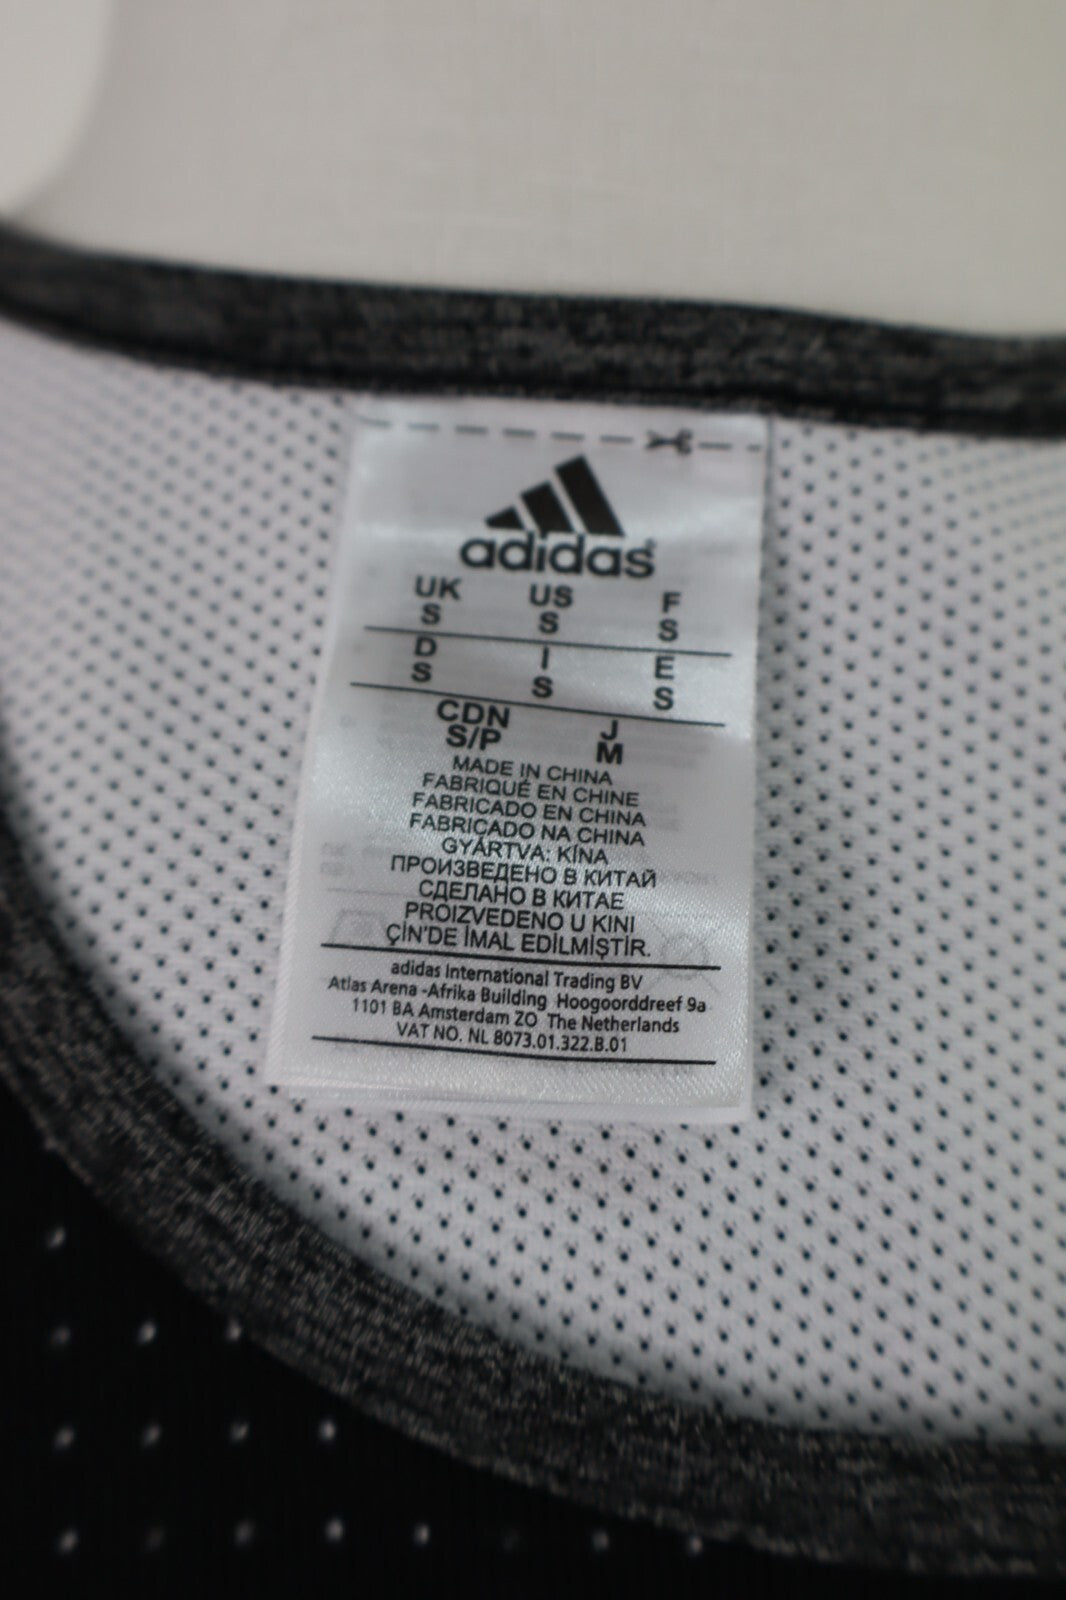 adidas
UK US F
S S S
D I E
S S S
CDN J
S/P M
MADE IN CHINA
FABRIQUÉ EN CHINE
FABRICADO EN CHINA
FABRICADO NA CHINA
GYÁRTVA: KÍNA
ПРОИЗВЕДЕНО В КИТАЙ
СДЕЛАНО В КИТАЕ
PROIZVEDENO U KINI
ÇİN'DE İMAL EDİLMİŞTİR.
adidas International Trading BV
Atlas Arena -Afrika Building Hoogoorddreef 9a
1101 BA Amsterdam ZO The Netherlands
VAT NO. NL 8073.01.322.B.01